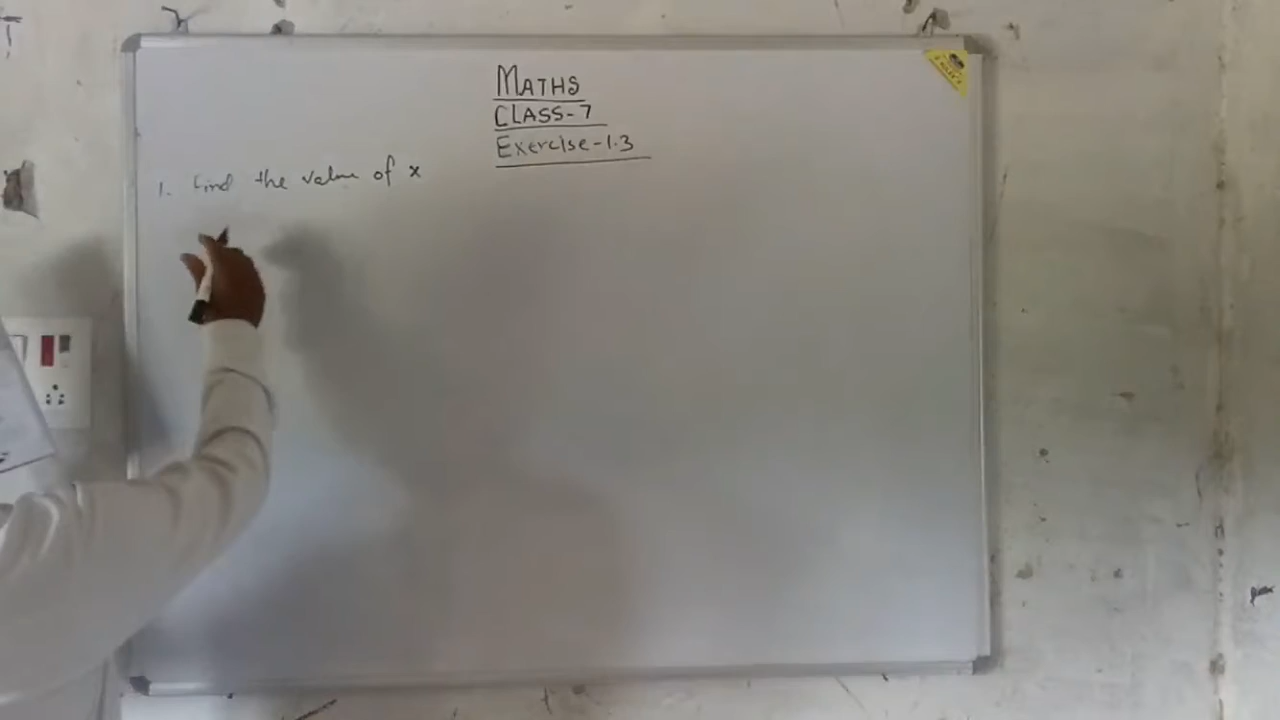 MATHS
CLASS-7
Exercise-1.3
1. Find the value of x